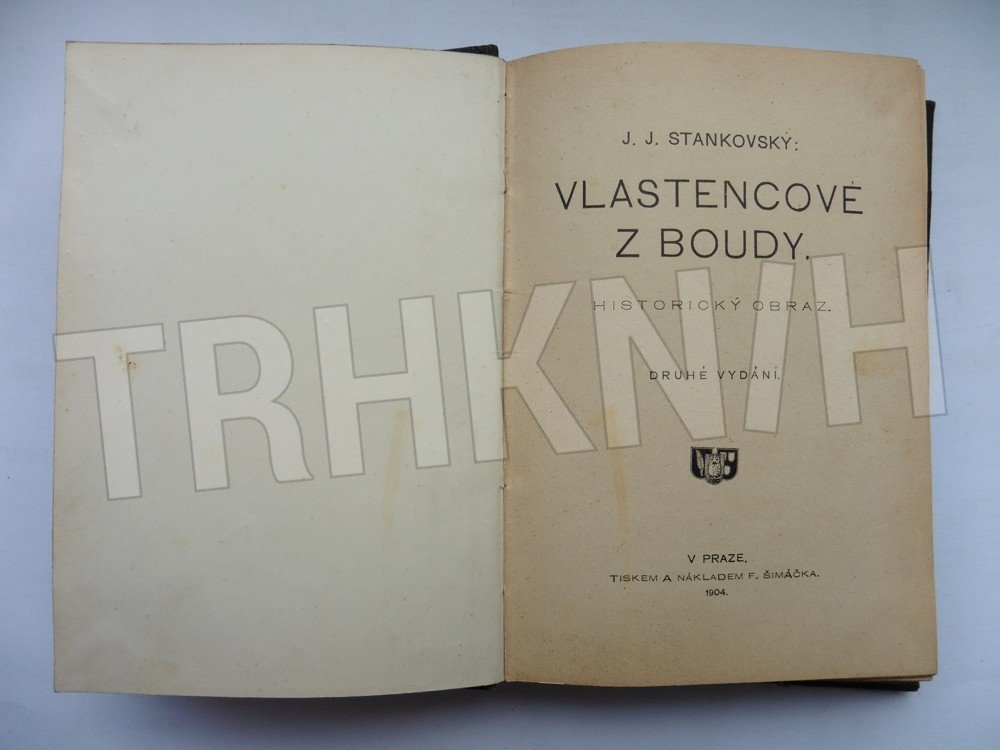 J. J. STANKOVSKÝ:
VLASTENCOVÉ
Z BOUDY.
HISTORICKÝ OBRAZ.
DRUHÉ VYDÁNÍ.
V PRAZE.
TISKEM A NÁKLADEM F. ŠIMÁČKA.
1904.
TRHKNIH